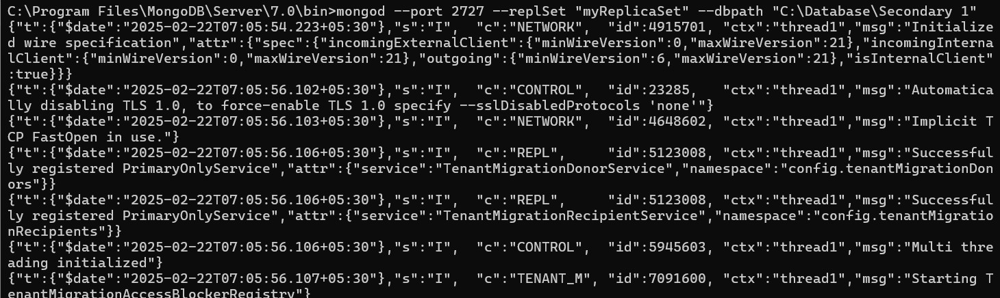 C:\Program Files\MongoDB\Server\7.0\bin>mongod --port 2727 --replSet "myReplicaSet" --dbpath "C:\Database\Secondary 1"
{"t":{"$date":"2025-02-22T07:05:54.223+05:30"},"s":"I",  "c":"NETWORK",  "id":4915701, "ctx":"thread1","msg":"Initialize
d wire specification","attr":{"spec":{"incomingExternalClient":{"minWireVersion":0,"maxWireVersion":21},"incomingInterna
lClient":{"minWireVersion":0,"maxWireVersion":21},"outgoing":{"minWireVersion":6,"maxWireVersion":21},"isInternalClient"
:true}}}
{"t":{"$date":"2025-02-22T07:05:56.102+05:30"},"s":"I",  "c":"CONTROL",  "id":23285,   "ctx":"thread1","msg":"Automatica
lly disabling TLS 1.0, to force-enable TLS 1.0 specify --sslDisabledProtocols 'none'"}
{"t":{"$date":"2025-02-22T07:05:56.103+05:30"},"s":"I",  "c":"NETWORK",  "id":4648602, "ctx":"thread1","msg":"Implicit T
CP FastOpen in use."}
{"t":{"$date":"2025-02-22T07:05:56.106+05:30"},"s":"I",  "c":"REPL",     "id":5123008, "ctx":"thread1","msg":"Successful
ly registered PrimaryOnlyService","attr":{"service":"TenantMigrationDonorService","namespace":"config.tenantMigrationDon
ors"}}
{"t":{"$date":"2025-02-22T07:05:56.106+05:30"},"s":"I",  "c":"REPL",     "id":5123008, "ctx":"thread1","msg":"Successful
ly registered PrimaryOnlyService","attr":{"service":"TenantMigrationRecipientService","namespace":"config.tenantMigratio
nRecipients"}}
{"t":{"$date":"2025-02-22T07:05:56.106+05:30"},"s":"I",  "c":"CONTROL",  "id":5945603, "ctx":"thread1","msg":"Multi thre
ading initialized"}
{"t":{"$date":"2025-02-22T07:05:56.107+05:30"},"s":"I",  "c":"TENANT_M", "id":7091600, "ctx":"thread1","msg":"Starting T
enantMigrationAccessBlockerRegistry"}